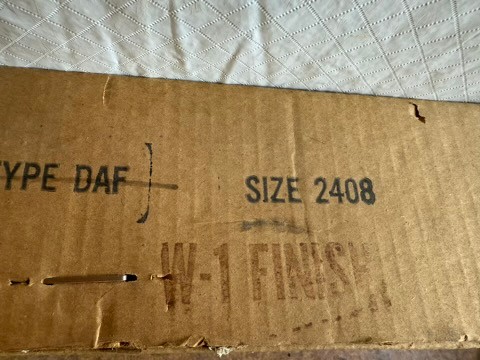 TYPE DAF
SIZE 2408
W-1 FINISH